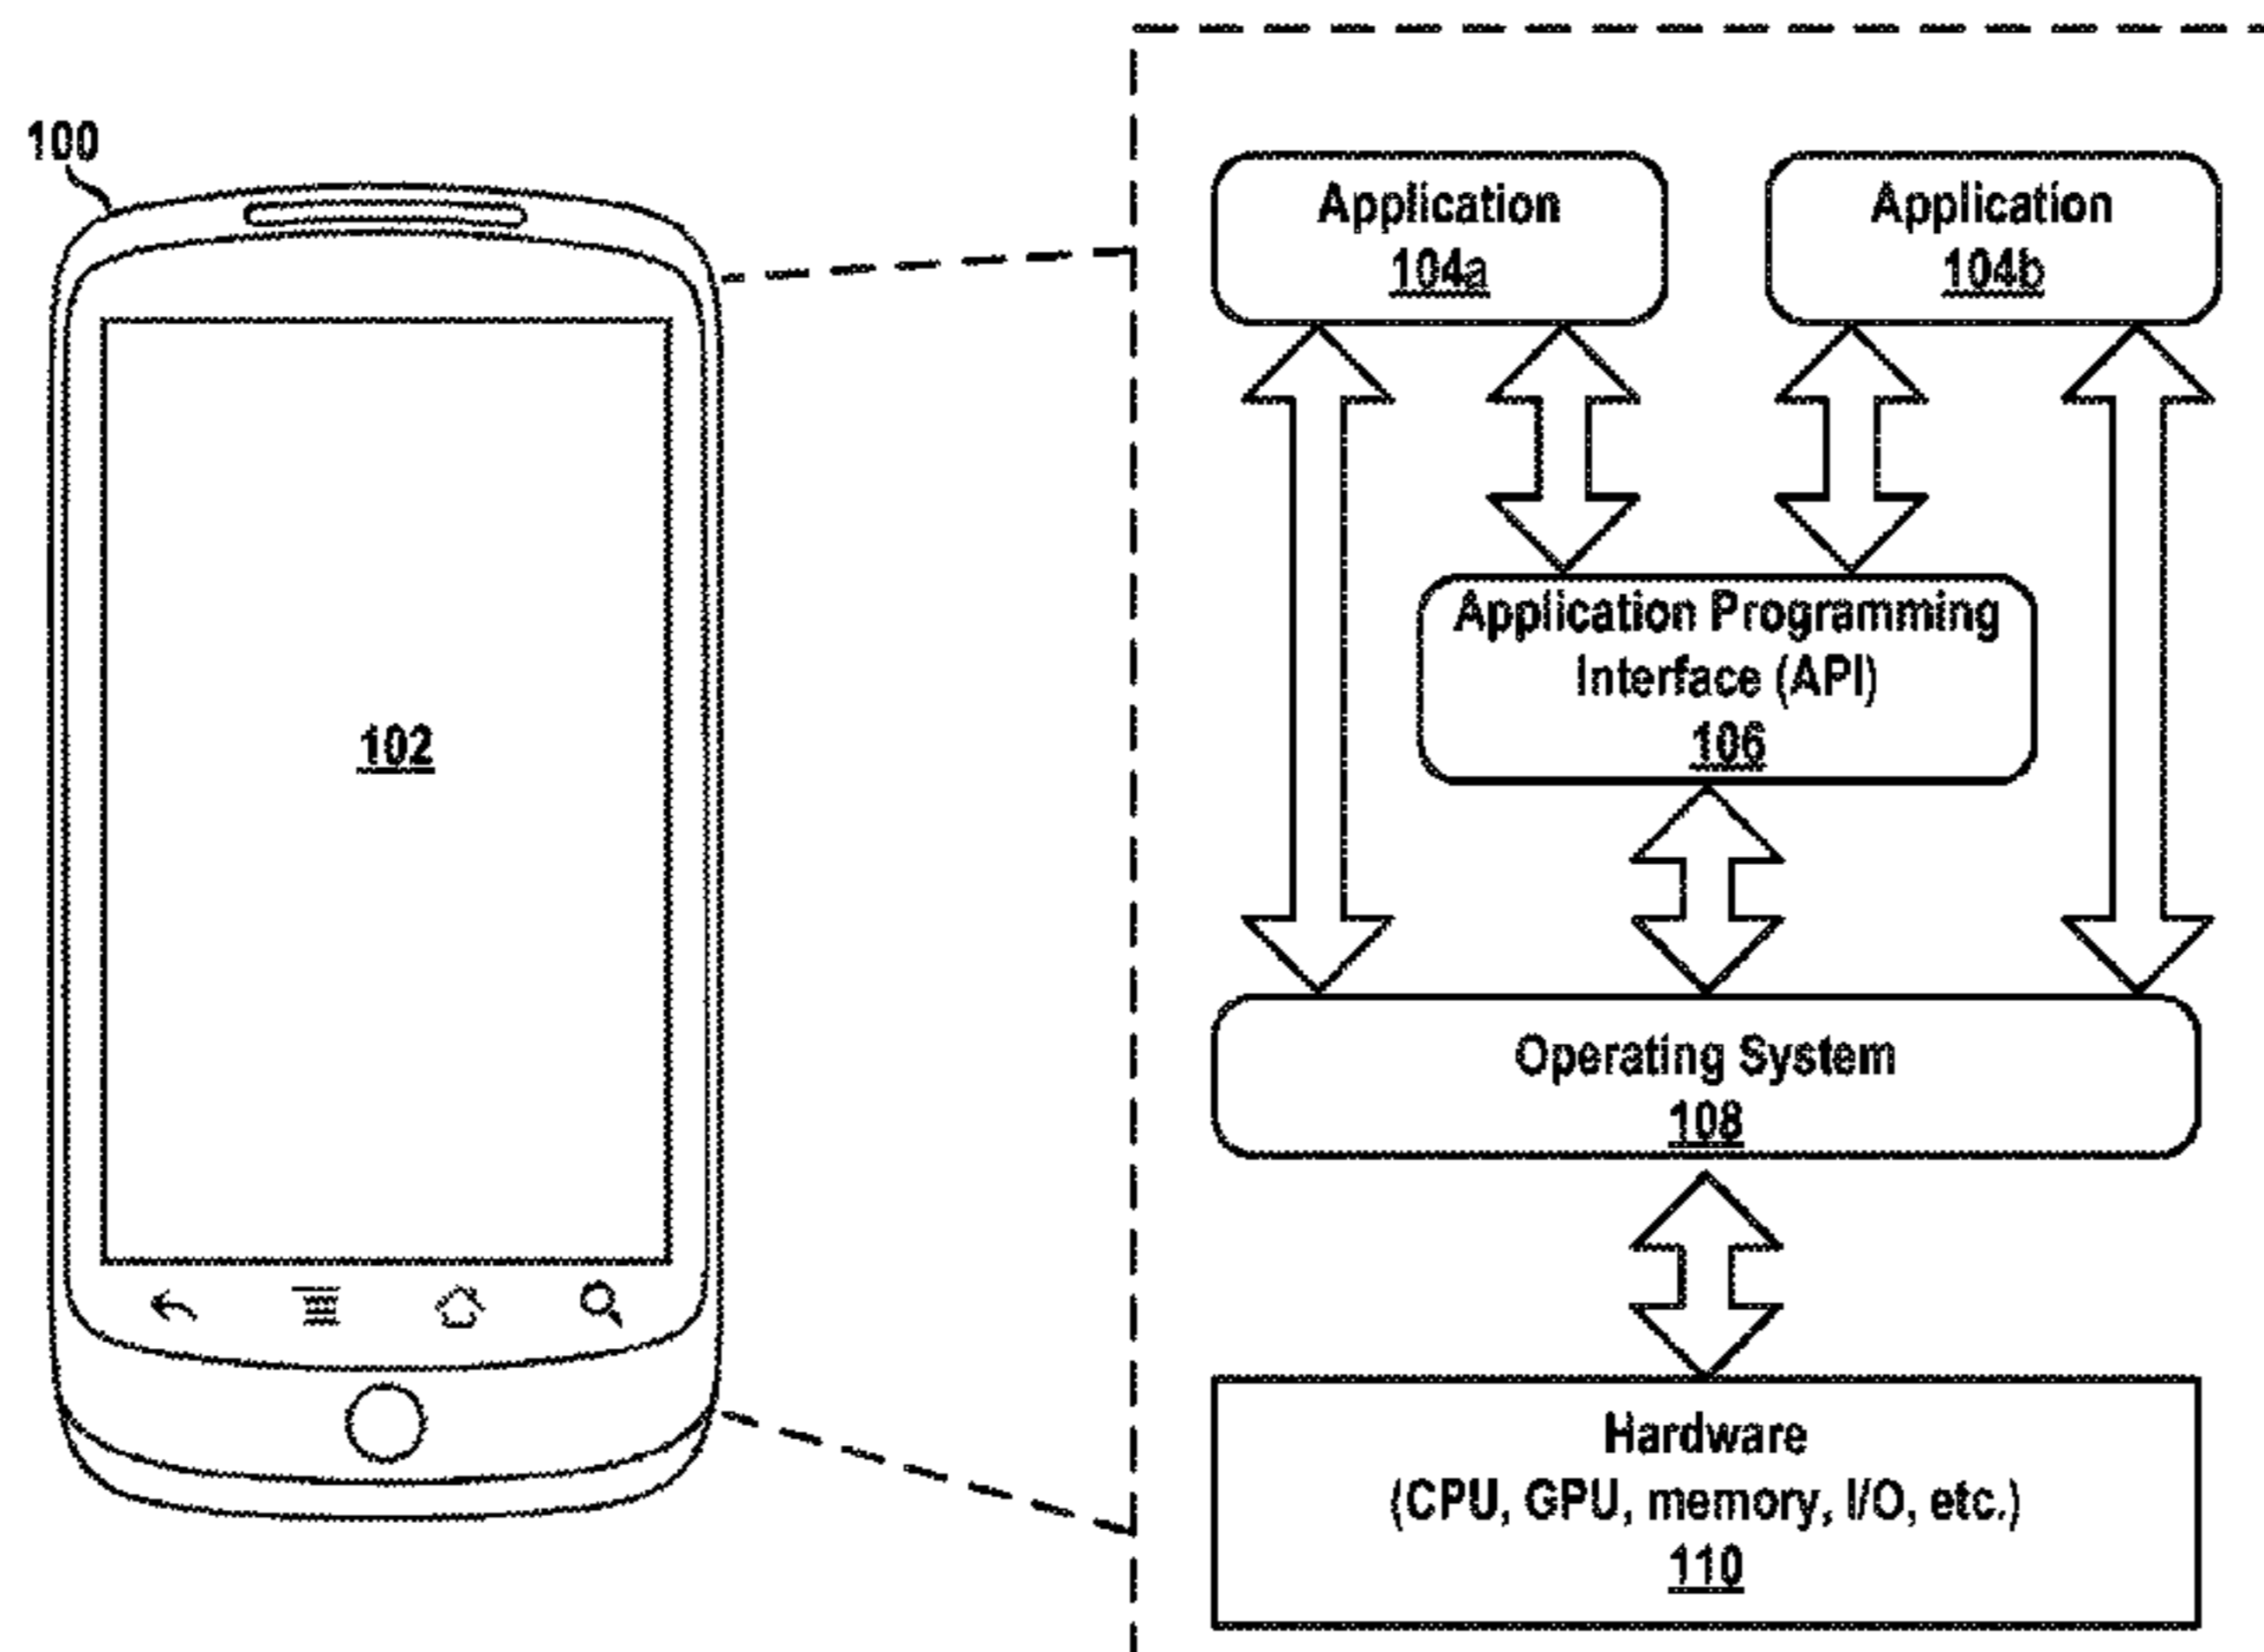 100
102
Application
104a
Application
104b
Application Programming
Interface (API)
106
Operating System
108
Hardware
(CPU, GPU, memory, I/O, etc.)
110